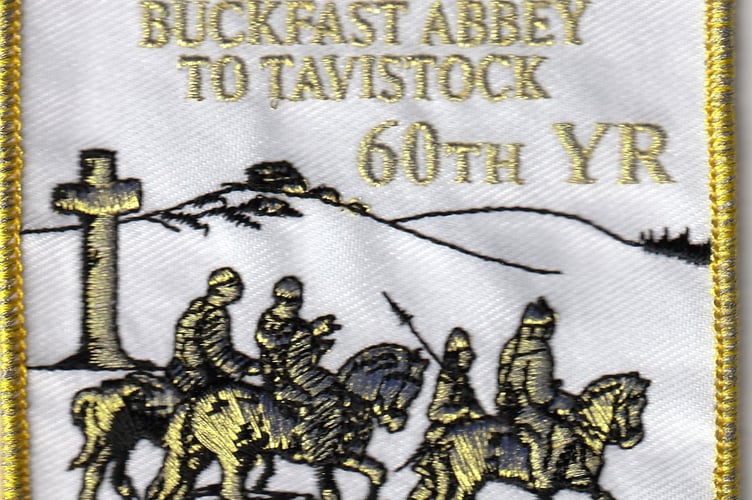 BUCKFAST ABBEY
TO TAVISTOCK
60TH YR